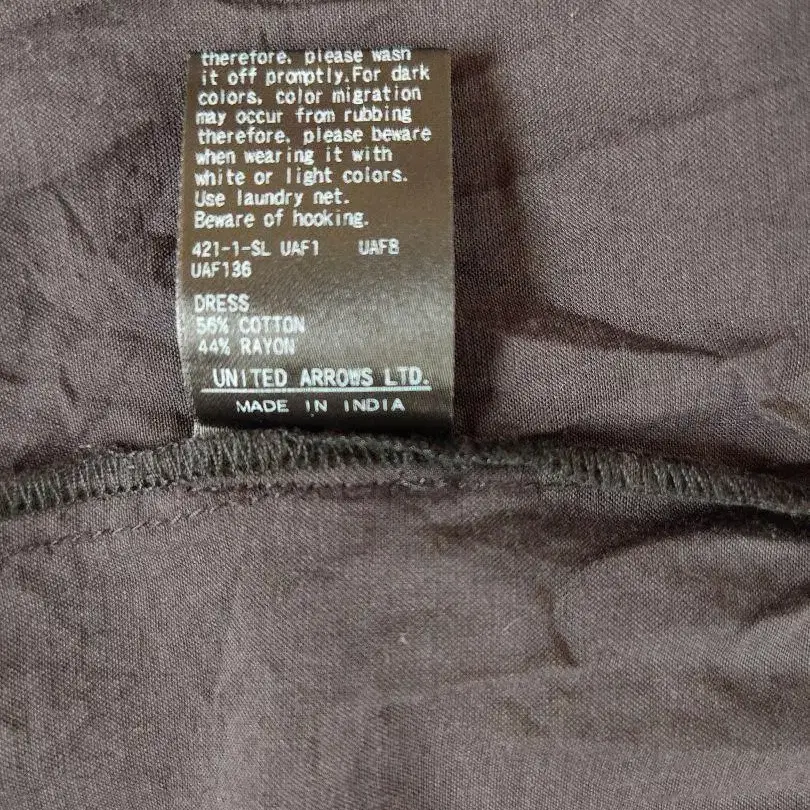 therefore, please wash
it off promptly.For dark
colors, color migration
may occur from rubbing
therefore, please beware
when wearing it with
white or light colors.
Use laundry net.
Beware of hooking.
421-1-SL UAF1 UAF8
UAF136
DRESS
56% COTTON
44% RAYON
UNITED ARROWS LTD.
MADE IN INDIA